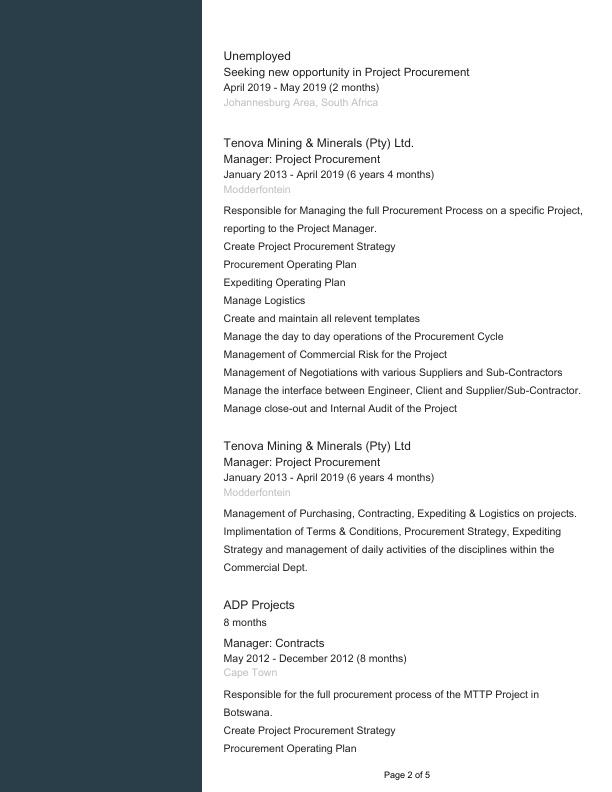 Unemployed
Seeking new opportunity in Project Procurement
April 2019 - May 2019 (2 months)
Johannesburg Area, South Africa
Tenova Mining & Minerals (Pty) Ltd.
Manager: Project Procurement
January 2013 - April 2019 (6 years 4 months)
Modderfontein
Responsible for Managing the full Procurement Process on a specific Project,
reporting to the Project Manager.
Create Project Procurement Strategy
Procurement Operating Plan
Expediting Operating Plan
Manage Logistics
Create and maintain all relevent templates
Manage the day to day operations of the Procurement Cycle
Management of Commercial Risk for the Project
Management of Negotiations with various Suppliers and Sub-Contractors
Manage the interface between Engineer, Client and Supplier/Sub-Contractor.
Manage close-out and Internal Audit of the Project
Tenova Mining & Minerals (Pty) Ltd
Manager: Project Procurement
January 2013 - April 2019 (6 years 4 months)
Modderfontein
Management of Purchasing, Contracting, Expediting & Logistics on projects.
Implimentation of Terms & Conditions, Procurement Strategy, Expediting
Strategy and management of daily activities of the disciplines within the
Commercial Dept.
ADP Projects
8 months
Manager: Contracts
May 2012 - December 2012 (8 months)
Cape Town
Responsible for the full procurement process of the MTTP Project in
Botswana.
Create Project Procurement Strategy
Procurement Operating Plan
Page 2 of 5